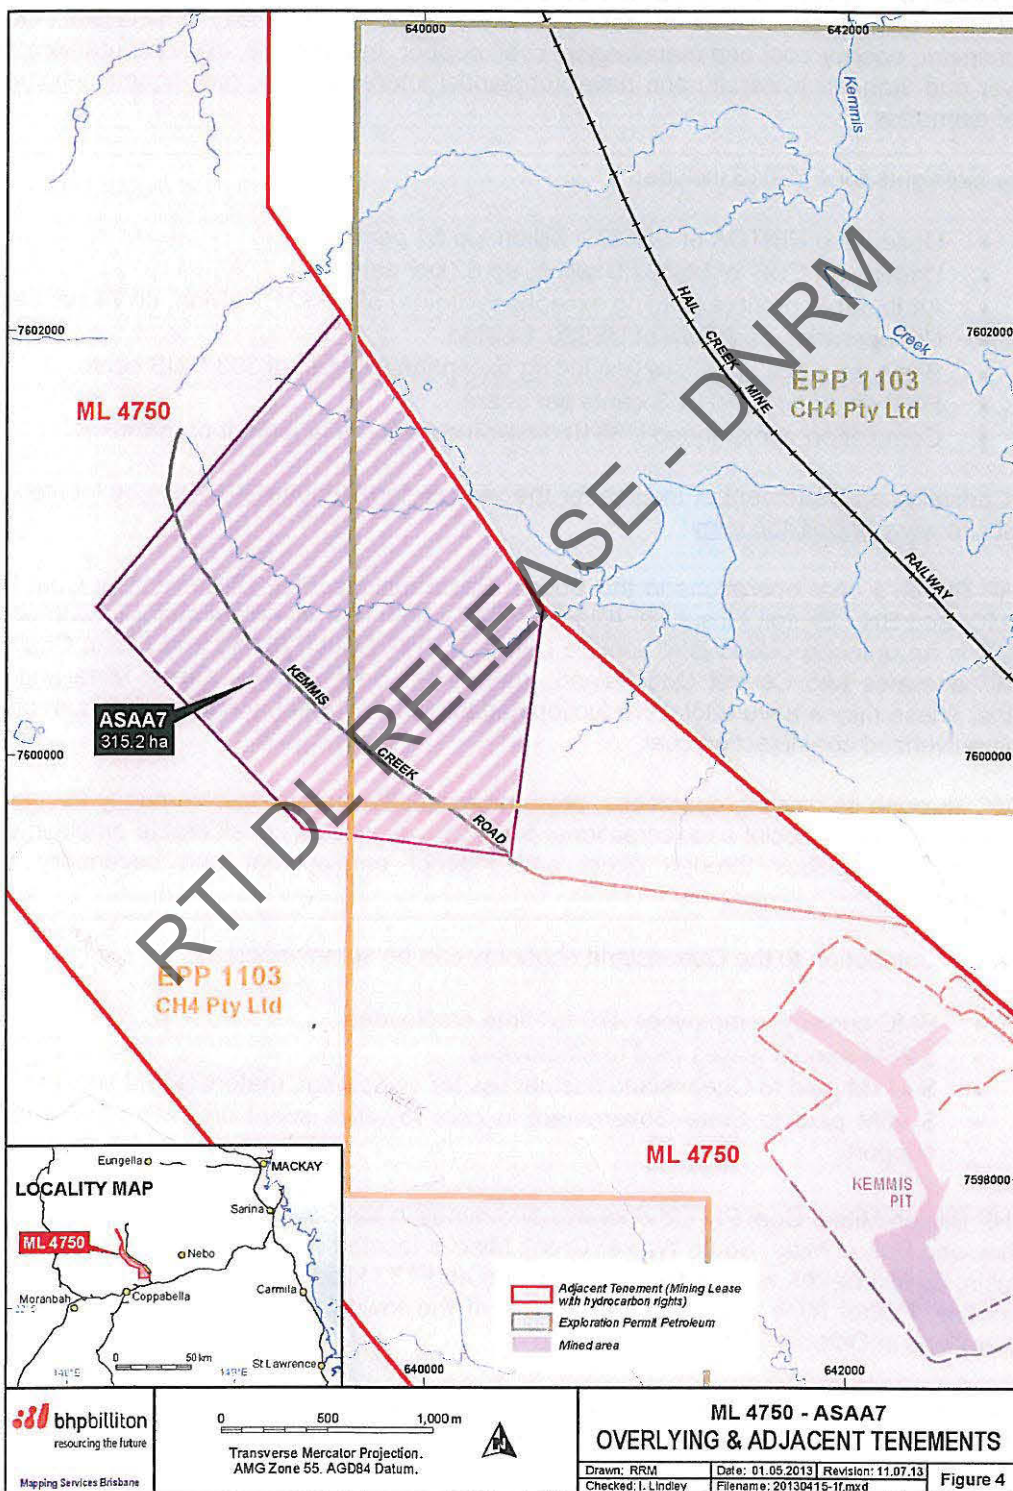 640000
642000
Kemmis
Creek
7602000
7602000
HAIL CREEK MINE RAILWAY
EPP 1103
CH4 Pty Ltd
ML 4750
ASAA7
315.2 ha
KEMMIS CREEK ROAD
7600000
7600000
RTI DL RELEASE - DNRM
EPP 1103
CH4 Pty Ltd
ML 4750
KEMMIS
PIT
7598000
LOCALITY MAP
Eungella
MACKAY
Sarina
ML 4750
Nebo
Moranbah
Coppabella
Carmila
St Lawrence
0 50 km
Adjacent Tenement (Mining Lease
with hydrocarbon rights)
Exploration Permit Petroleum
Mined area
640000
642000
bhpbilliton
resourcing the future
Mapping Services Brisbane
0 500 1,000 m
Transverse Mercator Projection.
AMG Zone 55. AGD84 Datum.
N
ML 4750 - ASAA7
OVERLYING & ADJACENT TENEMENTS
Drawn: RRM
Date: 01.05.2013
Revision: 11.07.13
Checked: I. Lindley
Filename: 20130415-1f.mxd
Figure 4